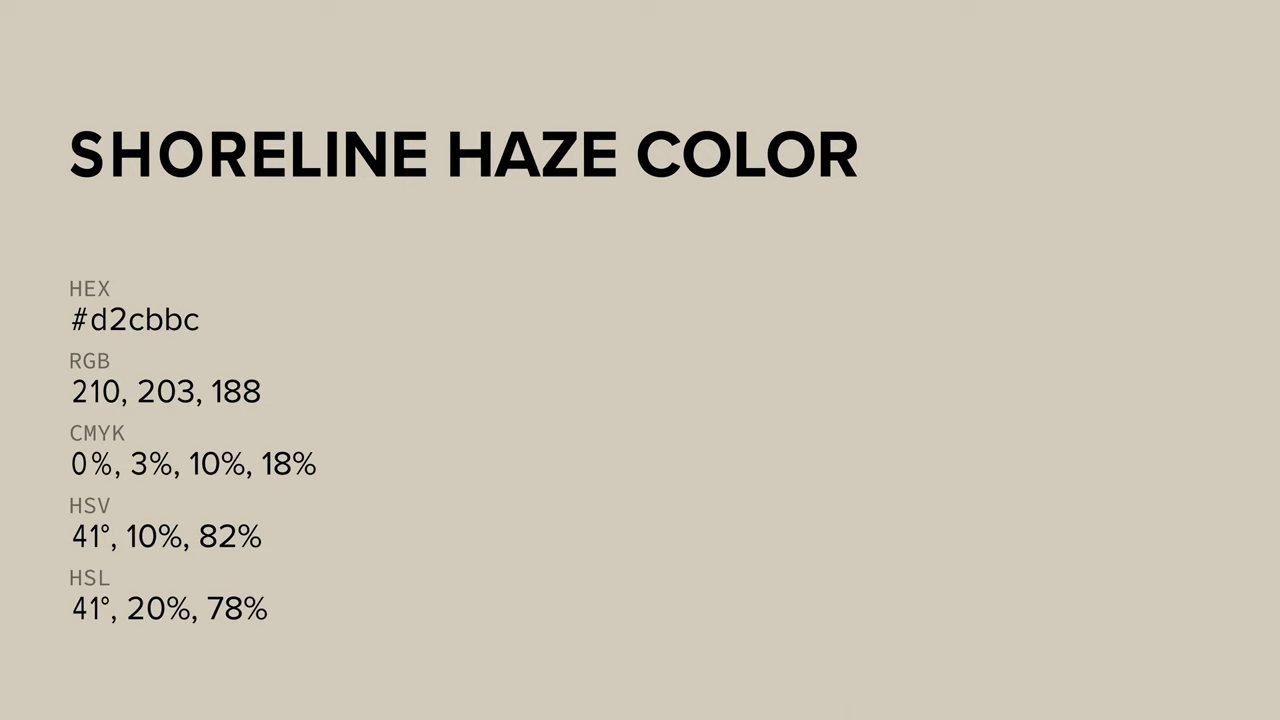 SHORELINE HAZE COLOR
HEX
#d2cbbc
RGB
210, 203, 188
CMYK
0%, 3%, 10%, 18%
HSV
41°, 10%, 82%
HSL
41°, 20%, 78%